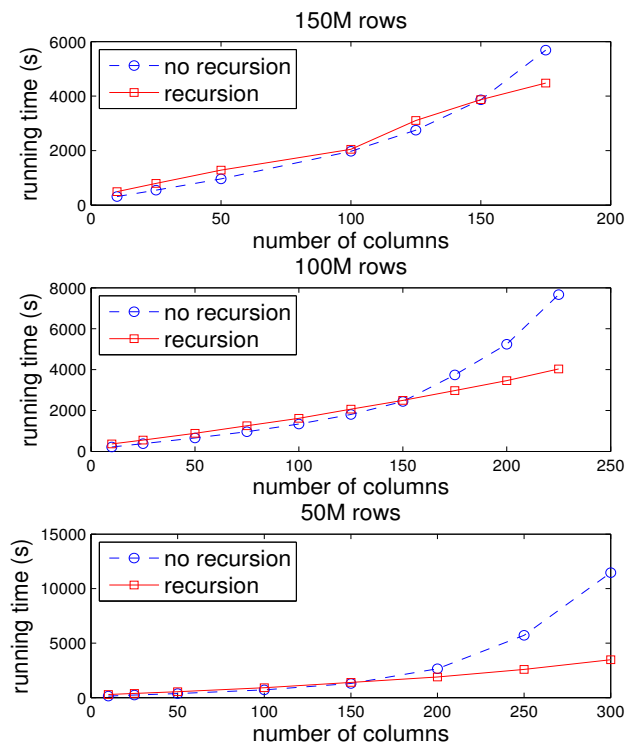 150M rows
6000
4000
2000
0
running time (s)
no recursion
recursion
0 50 100 150 200
number of columns
100M rows
8000
6000
4000
2000
0
running time (s)
no recursion
recursion
0 50 100 150 200 250
number of columns
50M rows
15000
10000
5000
0
running time (s)
no recursion
recursion
0 50 100 150 200 250 300
number of columns